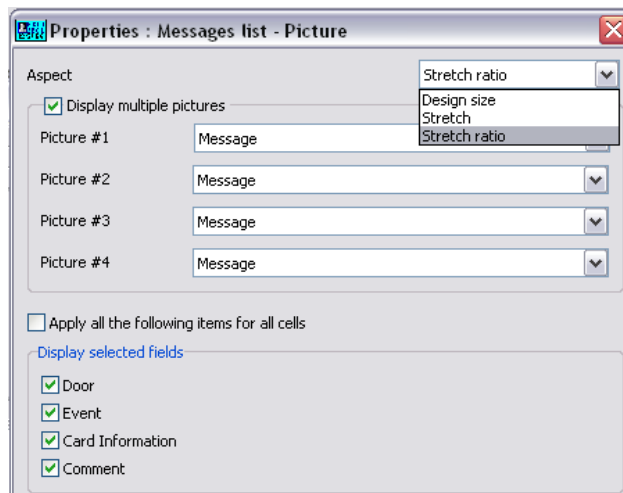 Properties : Messages list - Picture
Aspect Stretch ratio
Design size
Stretch
Stretch ratio
Display multiple pictures
Picture #1 Message
Picture #2 Message
Picture #3 Message
Picture #4 Message
Apply all the following items for all cells
Display selected fields
Door
Event
Card Information
Comment